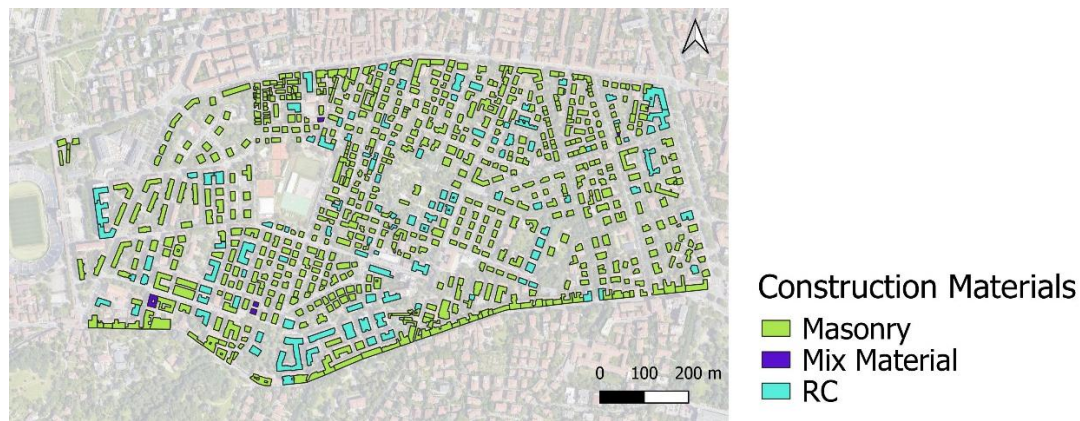 0 100 200 m
Construction Materials
Masonry
Mix Material
RC